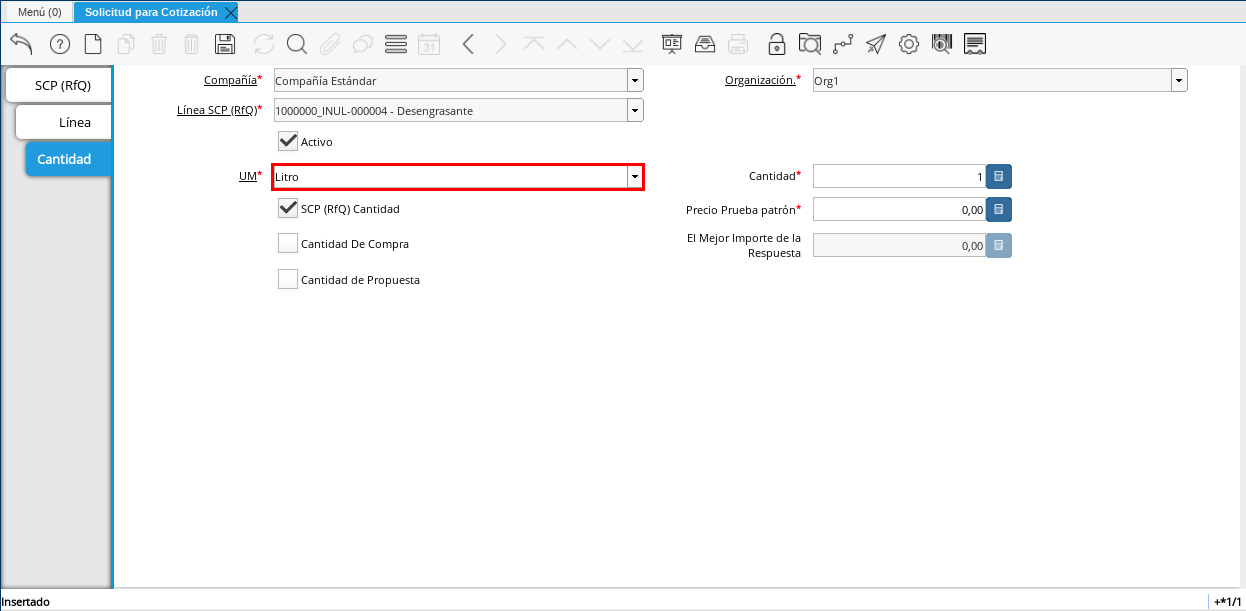 Menú (0)
Solicitud para Cotización
31
SCP (RfQ)
Línea
Cantidad
Compañía* Compañía Estándar
Organización.* Org1
Línea SCP (RfQ)* 1000000_INUL-000004 - Desengrasante
Activo
UM* Litro
Cantidad* 1
SCP (RfQ) Cantidad
Precio Prueba patrón* 0,00
Cantidad De Compra
El Mejor Importe de la
Respuesta 0,00
Cantidad de Propuesta
Insertado
+*1/1